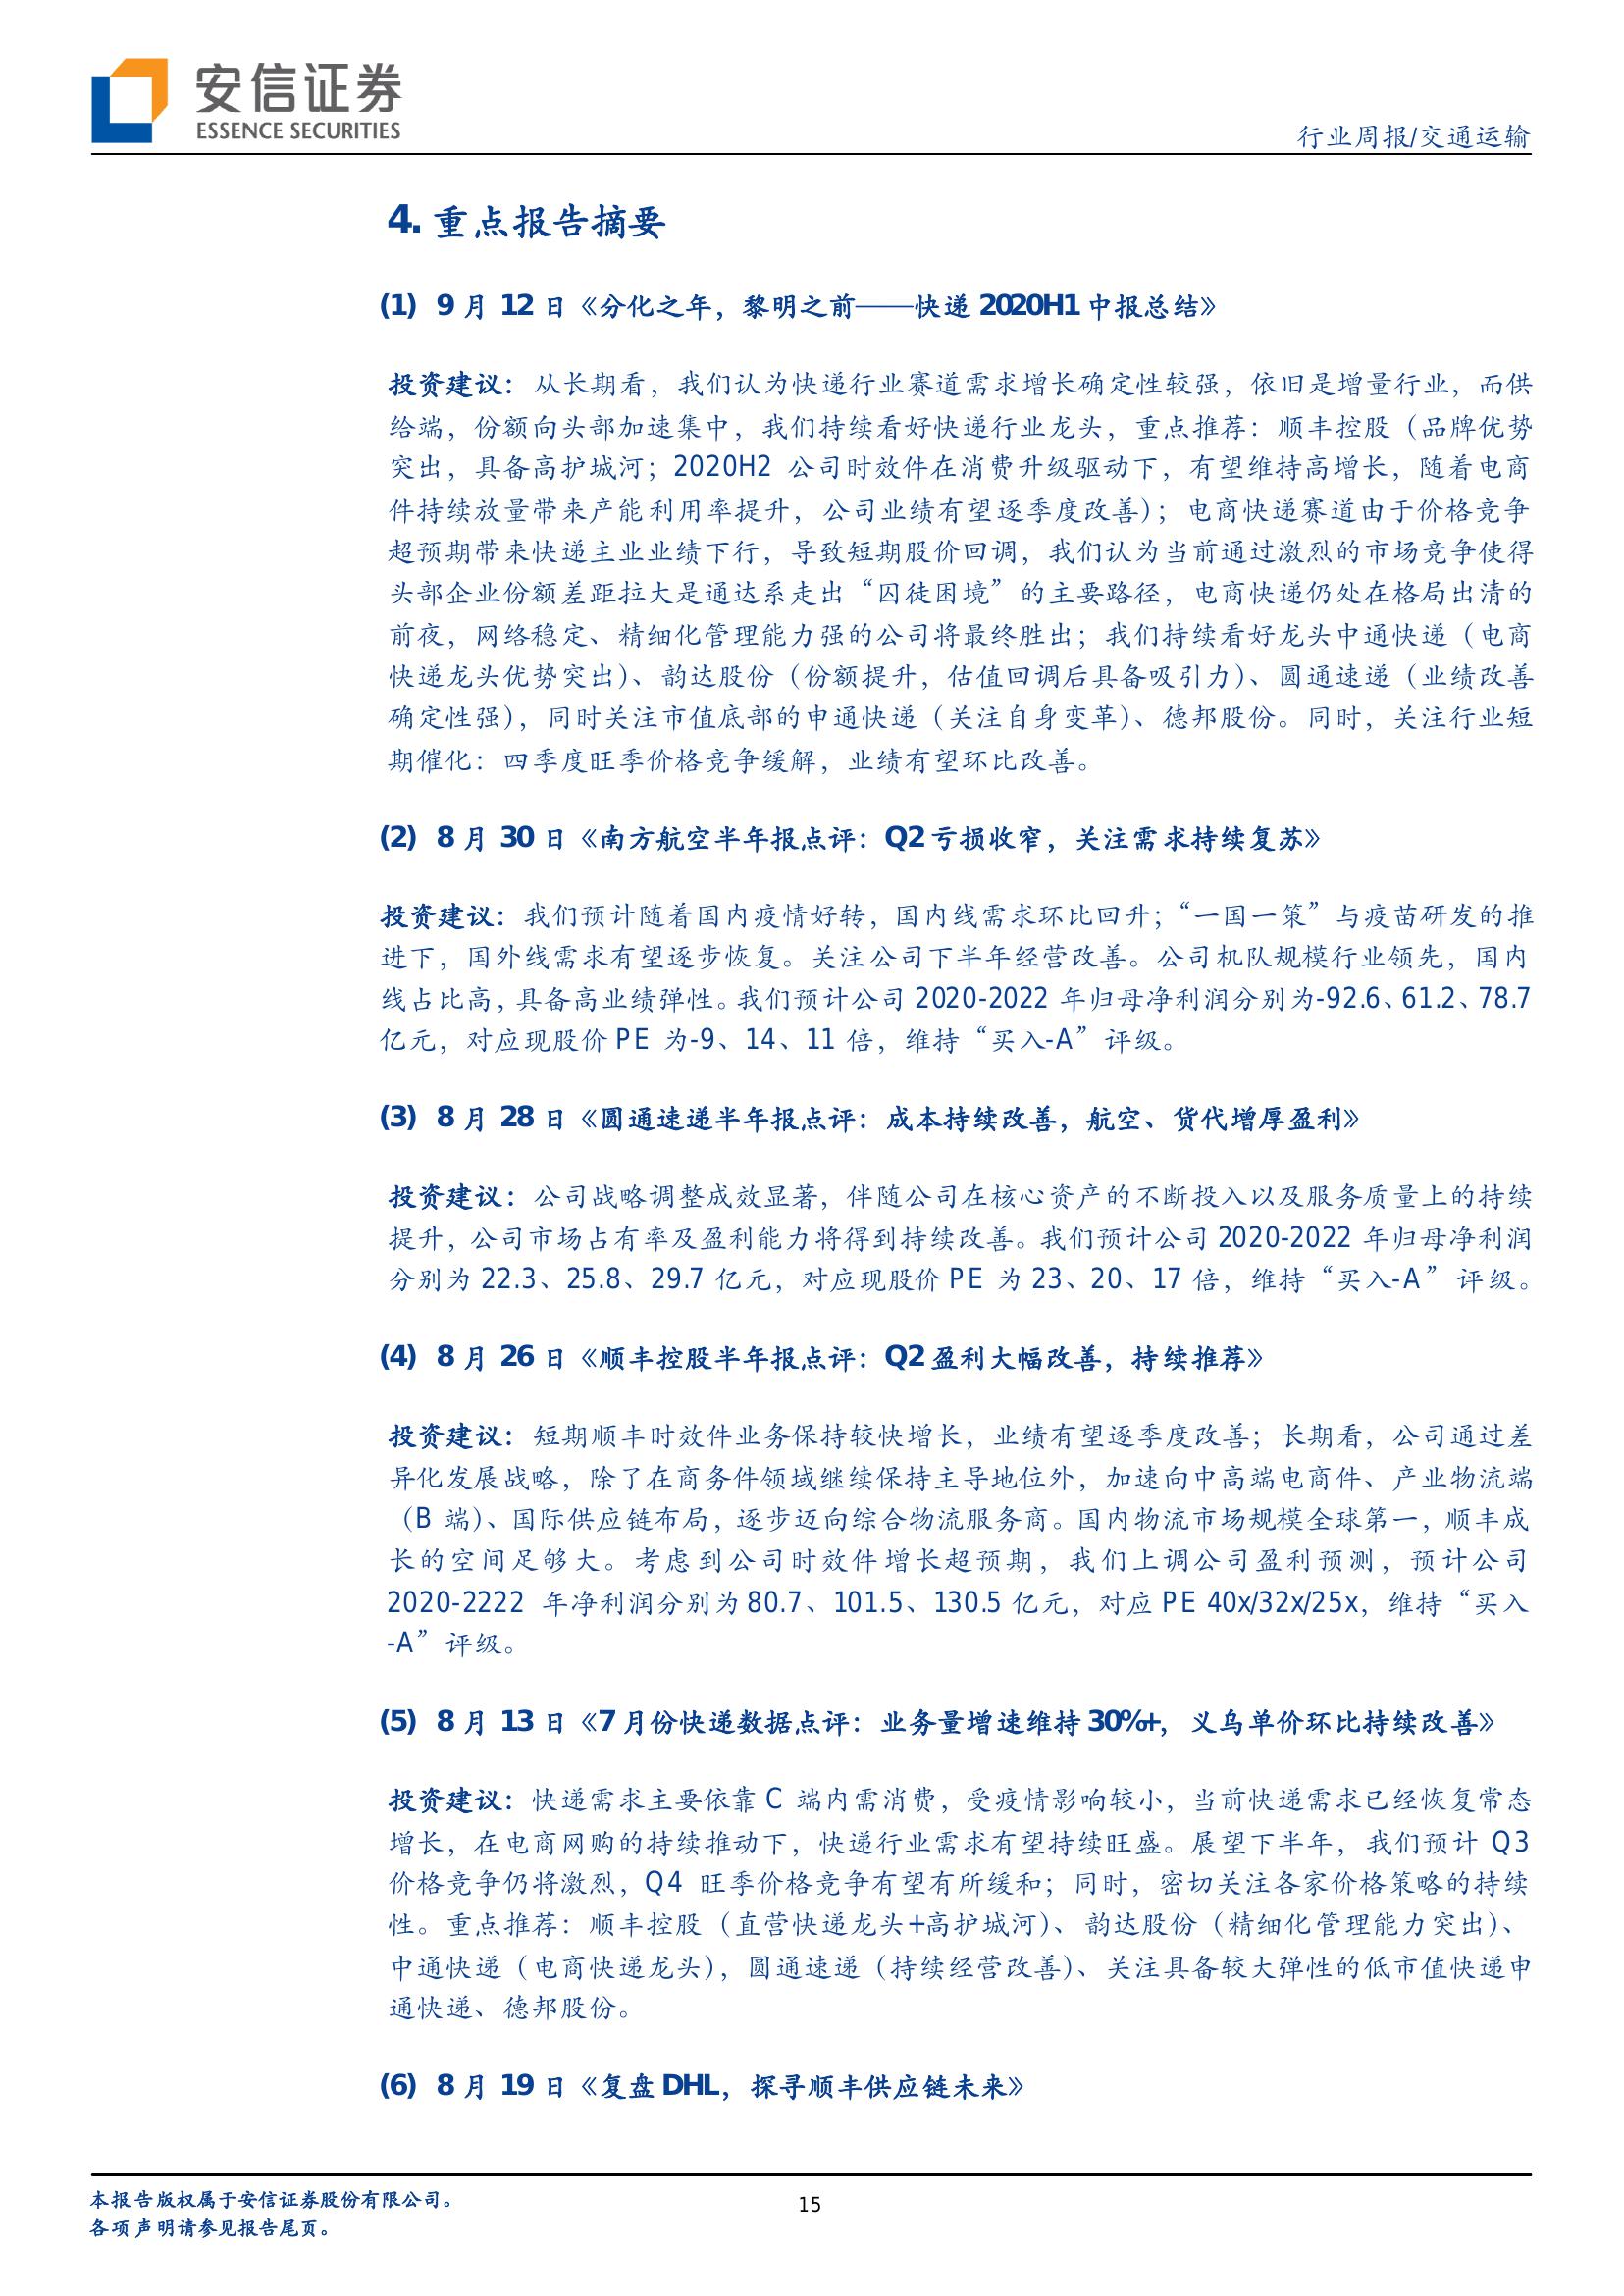 安信证券
ESSENCE SECURITIES
行业周报/交通运输
4. 重点报告摘要
(1) 9 月 12 日《分化之年，黎明之前——快递 2020H1 中报总结》
投资建议：从长期看，我们认为快递行业赛道需求增长确定性较强，依旧是增量行业，而供
给端，份额向头部加速集中，我们持续看好快递行业龙头，重点推荐：顺丰控股（品牌优势
突出，具备高护城河；2020H2 公司时效件在消费升级驱动下，有望维持高增长，随着电商
件持续放量带来产能利用率提升，公司业绩有望逐季度改善）；电商快递赛道由于价格竞争
超预期带来快递主业业绩下行，导致短期股价回调，我们认为当前通过激烈的市场竞争使得
头部企业份额差距拉大是通达系走出“囚徒困境”的主要路径，电商快递仍处在格局出清的
前夜，网络稳定、精细化管理能力强的公司将最终胜出；我们持续看好龙头中通快递（电商
快递龙头优势突出）、韵达股份（份额提升，估值回调后具备吸引力）、圆通速递（业绩改善
确定性强），同时关注市值底部的申通快递（关注自身变革）、德邦股份。同时，关注行业短
期催化：四季度旺季价格竞争缓解，业绩有望环比改善。
(2) 8 月 30 日《南方航空半年报点评：Q2 亏损收窄，关注需求持续复苏》
投资建议：我们预计随着国内疫情好转，国内线需求环比回升；“一国一策”与疫苗研发的推
进下，国外线需求有望逐步恢复。关注公司下半年经营改善。公司机队规模行业领先，国内
线占比高，具备高业绩弹性。我们预计公司 2020-2022 年归母净利润分别为-92.6、61.2、78.7
亿元，对应现股价 PE 为-9、14、11 倍，维持“买入-A”评级。
(3) 8 月 28 日《圆通速递半年报点评：成本持续改善，航空、货代增厚盈利》
投资建议：公司战略调整成效显著，伴随公司在核心资产的不断投入以及服务质量上的持续
提升，公司市场占有率及盈利能力将得到持续改善。我们预计公司 2020-2022 年归母净利润
分别为 22.3、25.8、29.7 亿元，对应现股价 PE 为 23、20、17 倍，维持“买入-A”评级。
(4) 8 月 26 日《顺丰控股半年报点评：Q2 盈利大幅改善，持续推荐》
投资建议：短期顺丰时效件业务保持较快增长，业绩有望逐季度改善；长期看，公司通过差
异化发展战略，除了在商务件领域继续保持主导地位外，加速向中高端电商件、产业物流端
（B 端）、国际供应链布局，逐步迈向综合物流服务商。国内物流市场规模全球第一，顺丰成
长的空间足够大。考虑到公司时效件增长超预期，我们上调公司盈利预测，预计公司
2020-2222 年净利润分别为 80.7、101.5、130.5 亿元，对应 PE 40x/32x/25x，维持“买入
-A”评级。
(5) 8 月 13 日《7 月份快递数据点评：业务量增速维持 30%+，义乌单价环比持续改善》
投资建议：快递需求主要依靠 C 端内需消费，受疫情影响较小，当前快递需求已经恢复常态
增长，在电商网购的持续推动下，快递行业需求有望持续旺盛。展望下半年，我们预计 Q3
价格竞争仍将激烈，Q4 旺季价格竞争有望有所缓和；同时，密切关注各家价格策略的持续
性。重点推荐：顺丰控股（直营快递龙头+高护城河）、韵达股份（精细化管理能力突出）、
中通快递（电商快递龙头），圆通速递（持续经营改善）、关注具备较大弹性的低市值快递申
通快递、德邦股份。
(6) 8 月 19 日《复盘 DHL，探寻顺丰供应链未来》
本报告版权属于安信证券股份有限公司。
各项声明请参见报告尾页。
15